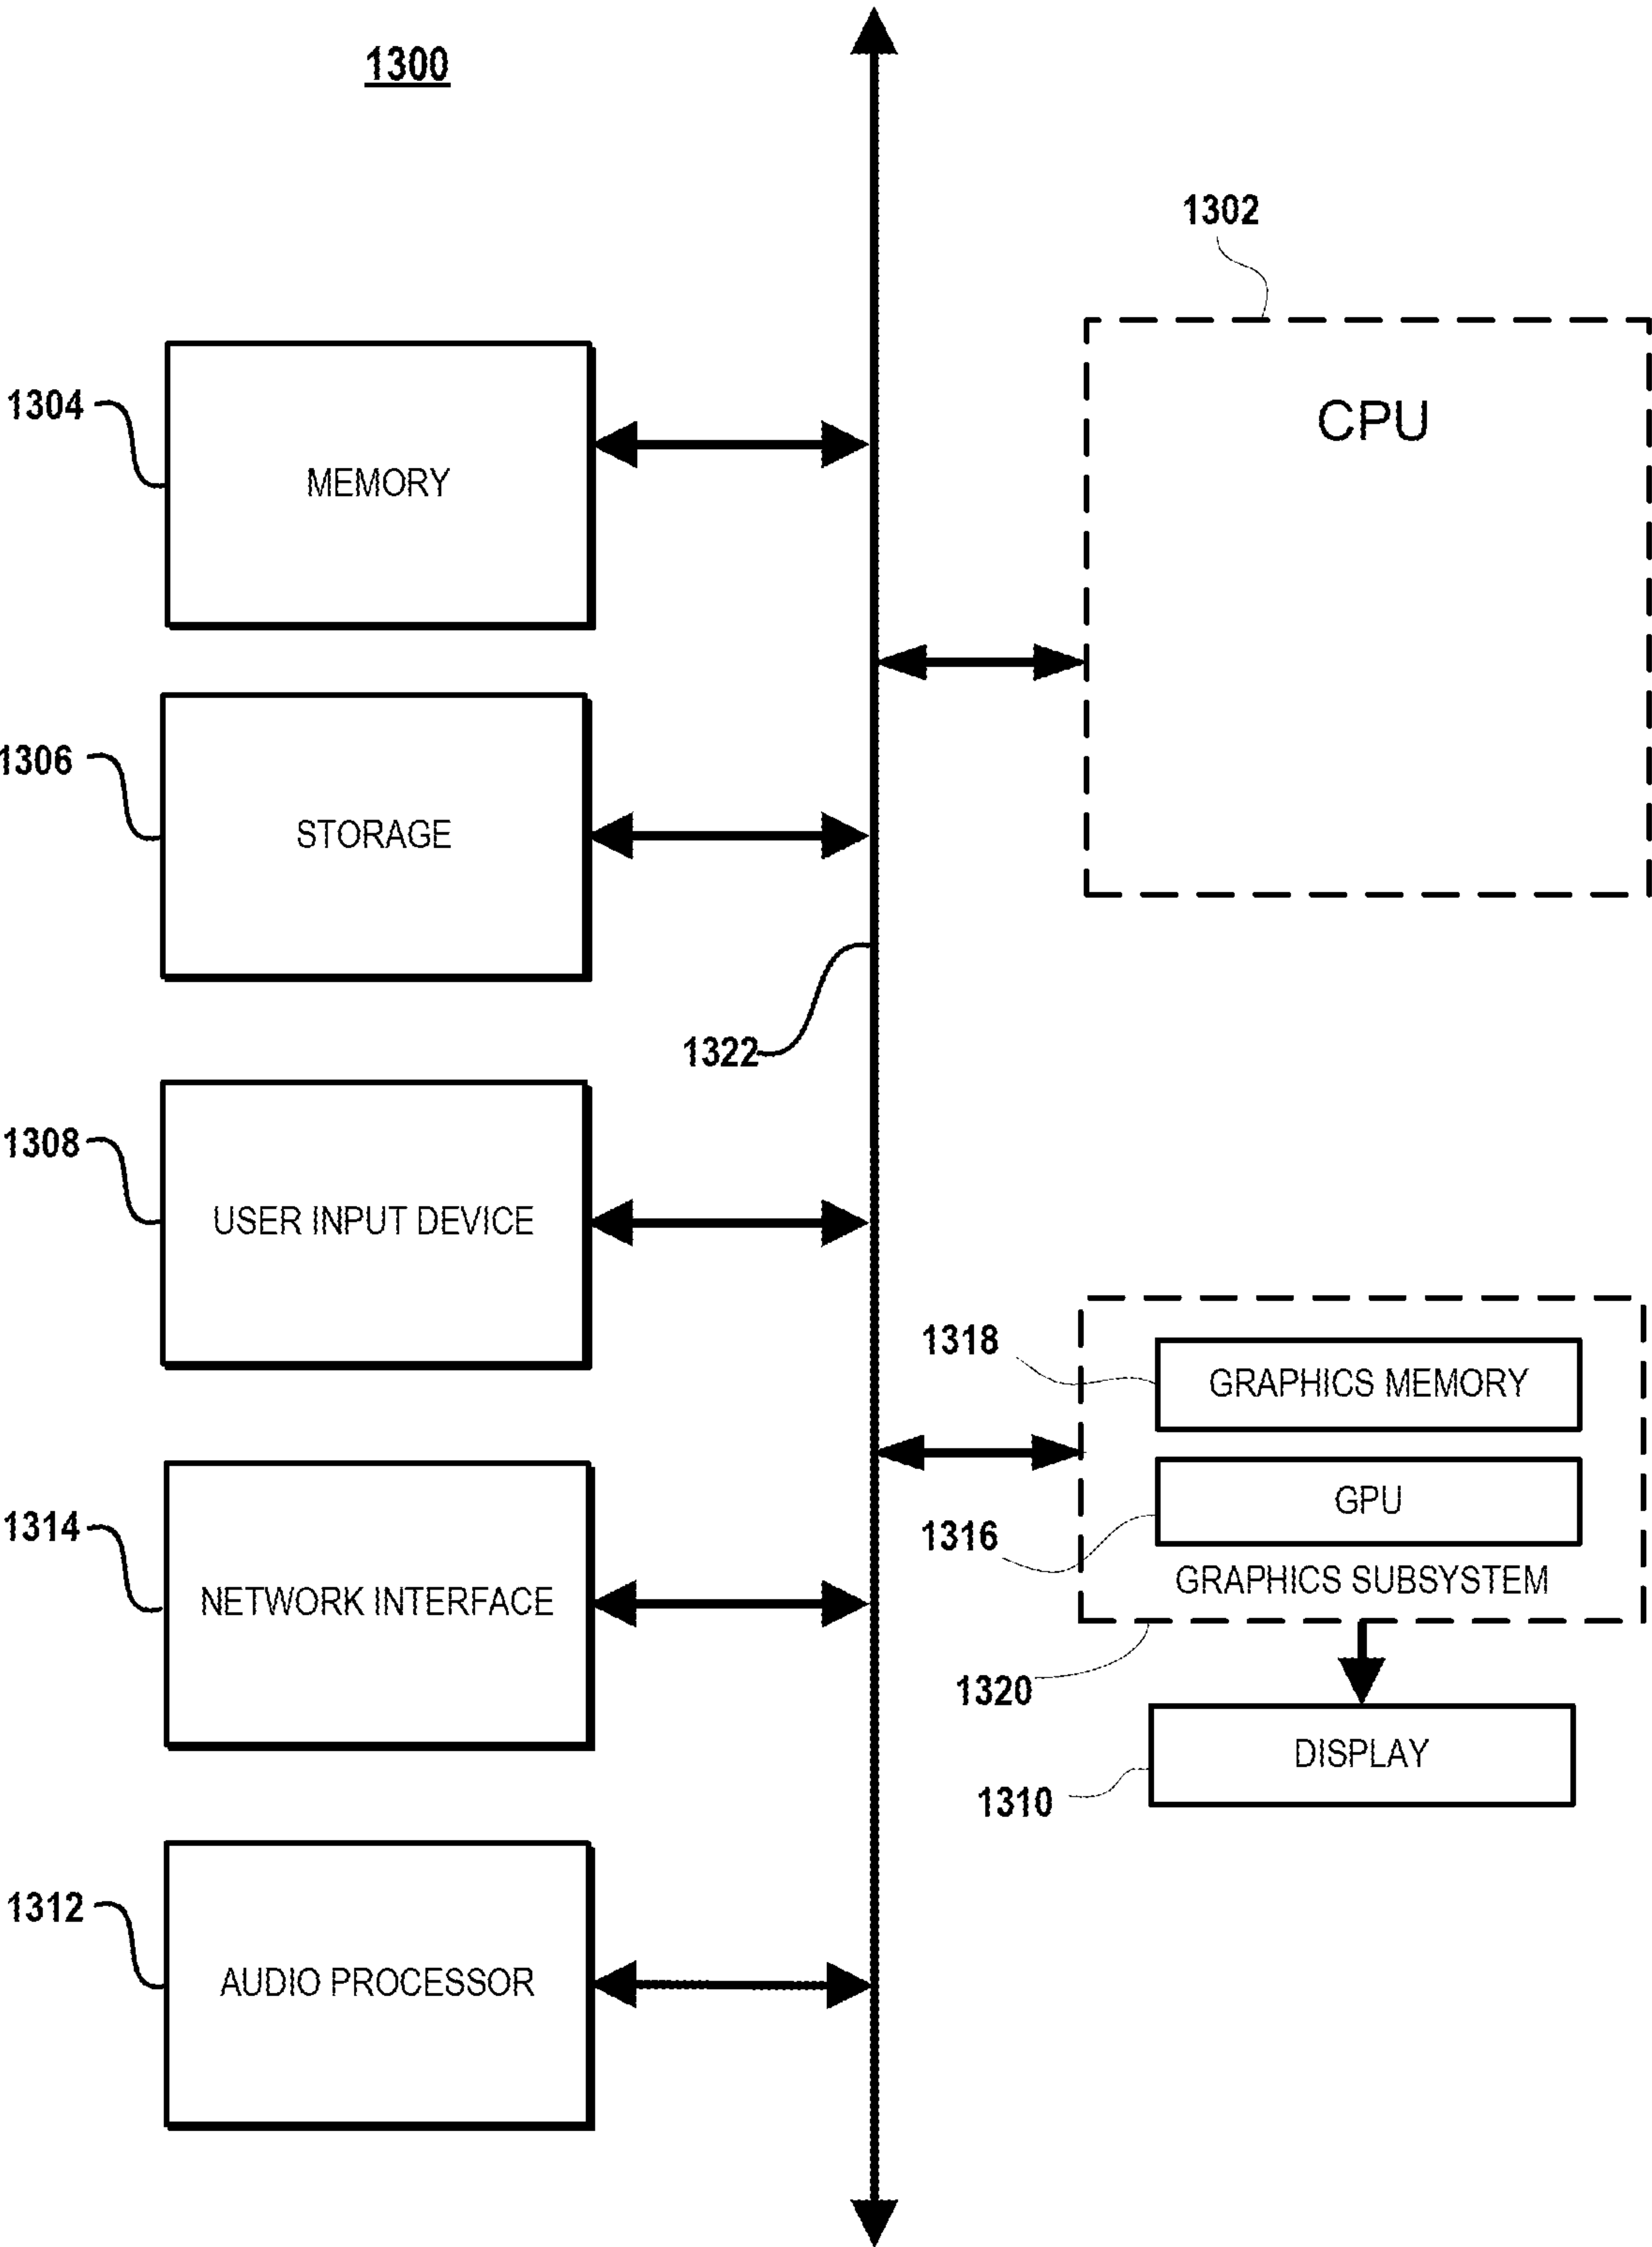 1300
1302
CPU
1304
MEMORY
1306
STORAGE
1322
1308
USER INPUT DEVICE
1318
GRAPHICS MEMORY
GPU
1316
GRAPHICS SUBSYSTEM
1314
NETWORK INTERFACE
1320
DISPLAY
1310
1312
AUDIO PROCESSOR